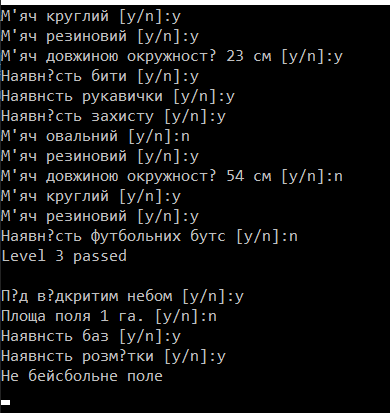 М'яч круглий [y/n]:y
М'яч резиновий [y/n]:y
М'яч довжиною окружност? 23 см [y/n]:y
Наявн?сть бити [y/n]:y
Наявнсть рукавички [y/n]:y
Наявн?сть захисту [y/n]:y
М'яч овальний [y/n]:n
М'яч резиновий [y/n]:y
М'яч довжиною окружност? 54 см [y/n]:n
М'яч круглий [y/n]:y
М'яч резиновий [y/n]:y
Наявн?сть футбольних бутс [y/n]:n
Level 3 passed
П?д в?дкритим небом [y/n]:y
Площа поля 1 га. [y/n]:n
Наявнсть баз [y/n]:y
Наявнсть розм?тки [y/n]:y
Не бейсбольне поле